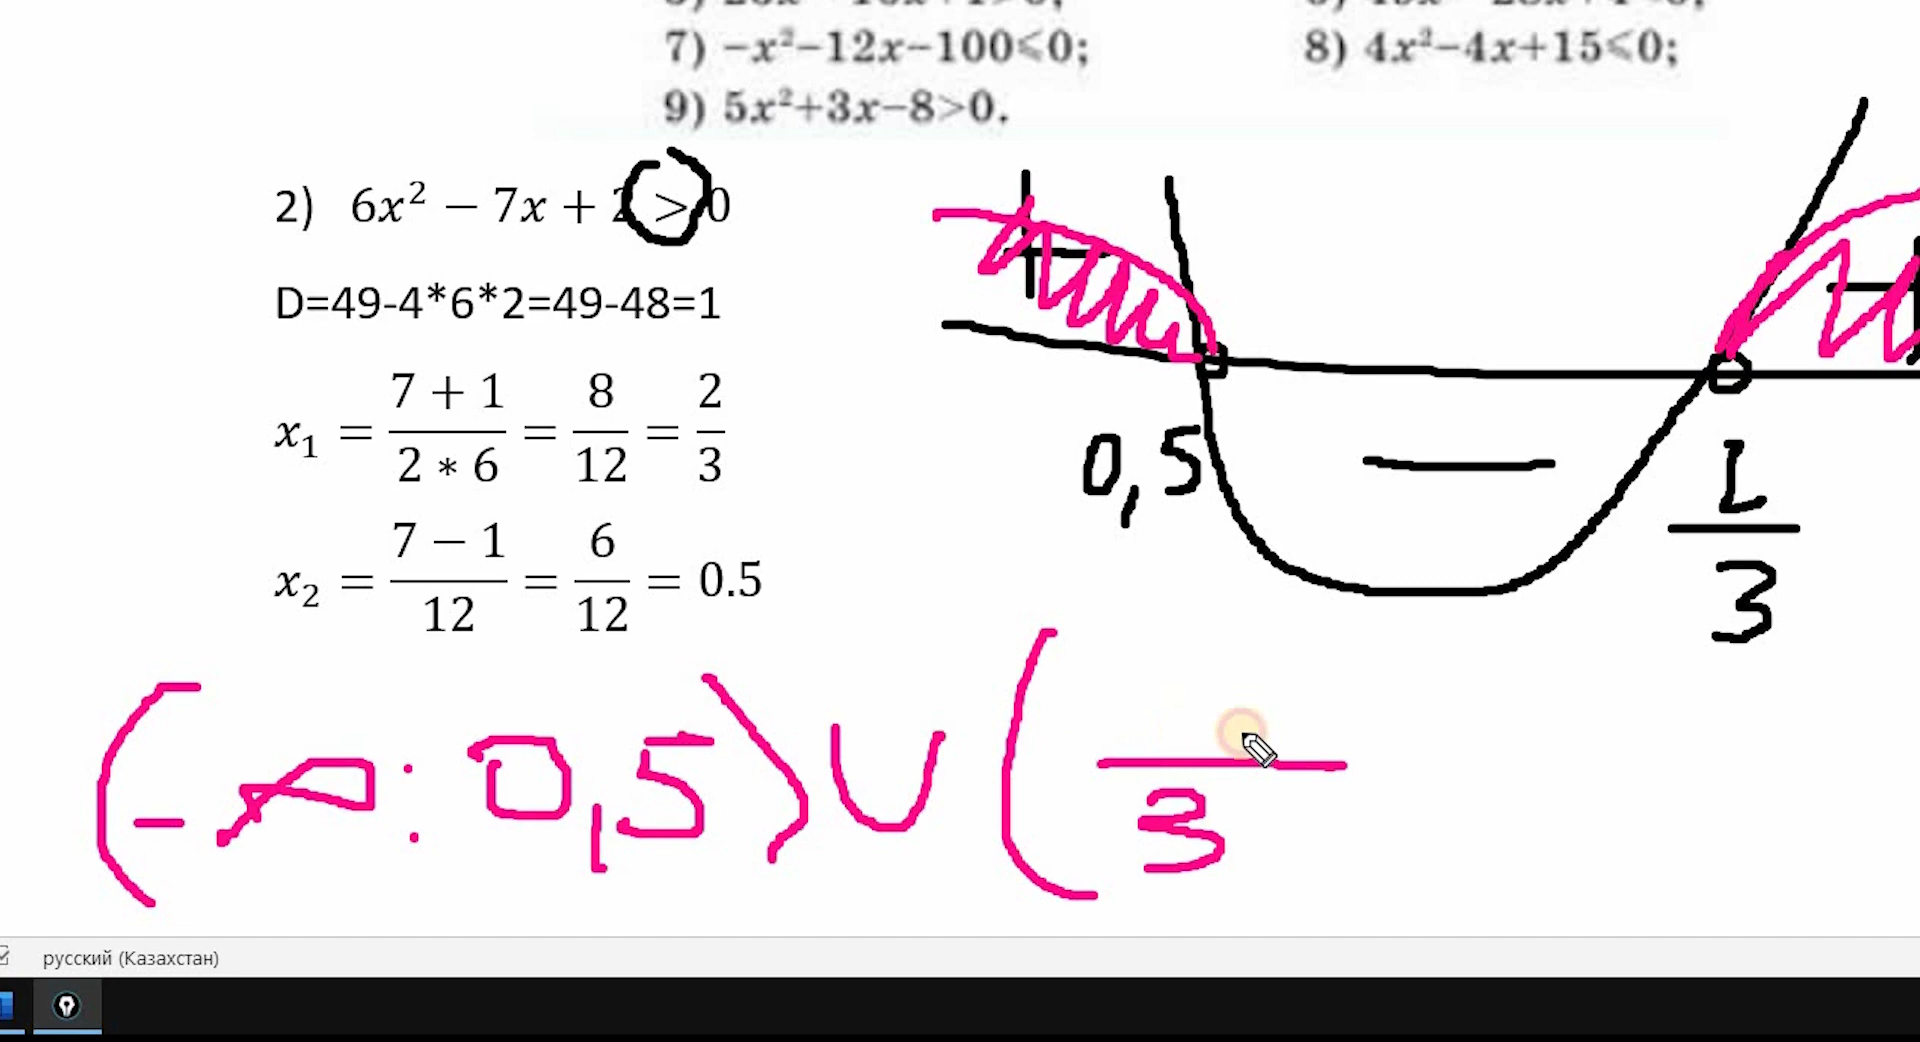 7) −x²−12x−100⩽0;
8) 4x²−4x+15⩽0;
9) 5x²+3x−8>0.
2) 6x² − 7x + 2 > 0
D=49-4*6*2=49-48=1
x₁ = (7 + 1)/(2 ∗ 6) = 8/12 = 2/3
x₂ = (7 − 1)/12 = 6/12 = 0.5
+ +
0,5
—
2/3
(-∞; 0,5) ∪ ( /3
русский (Казахстан)